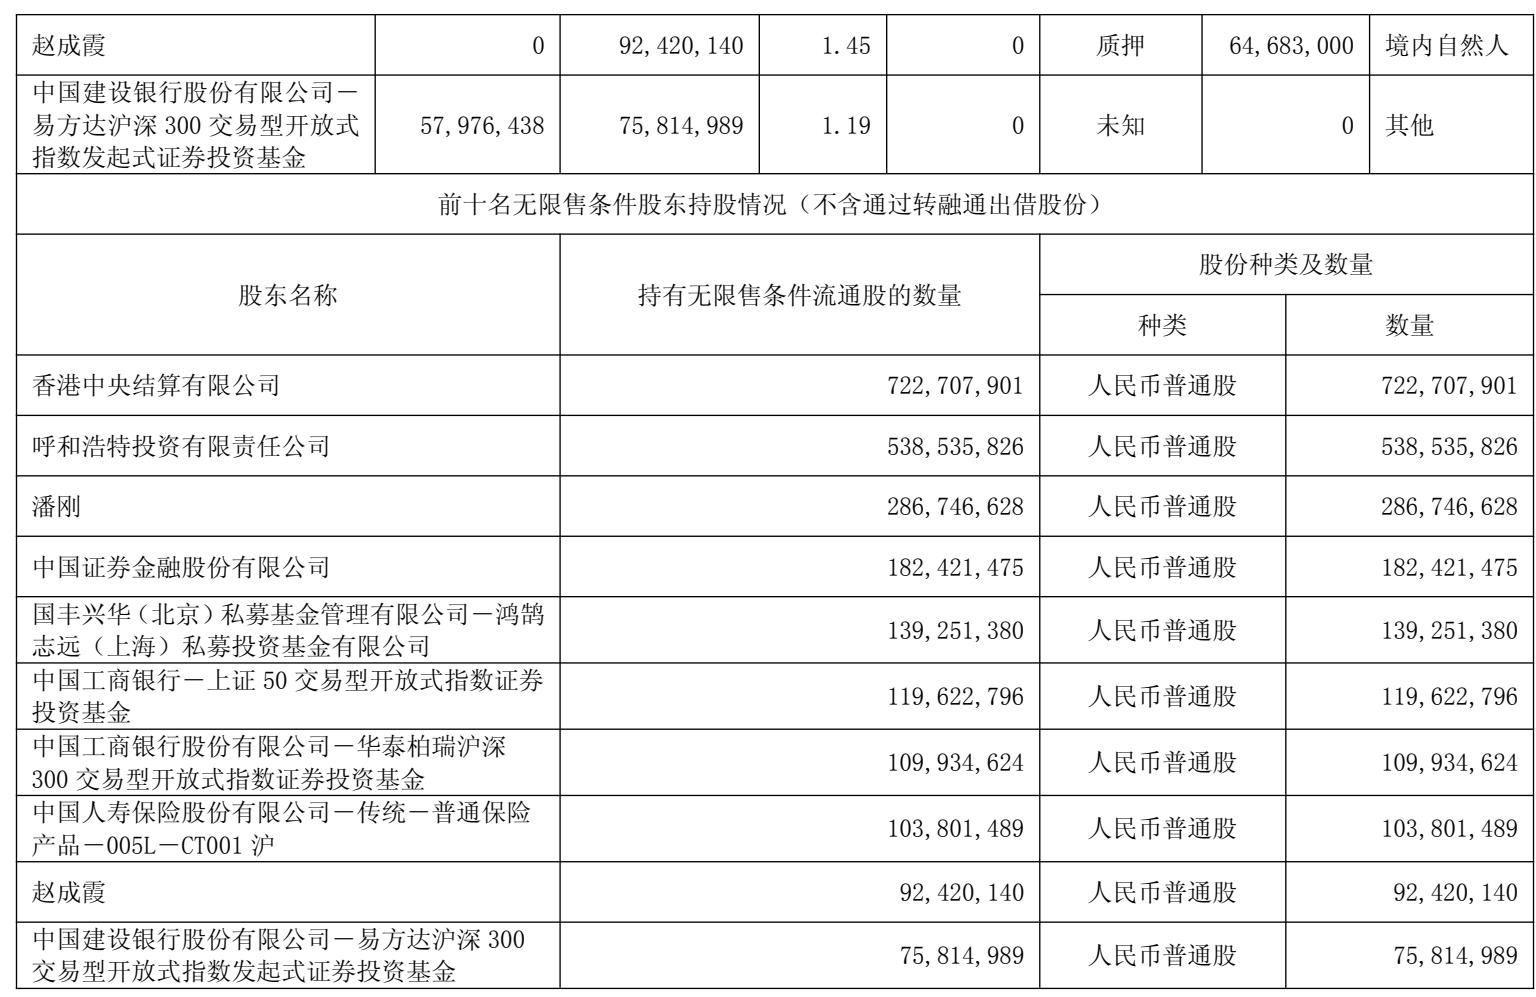 赵成霞 0 92,420,140 1.45 0 质押 64,683,000 境内自然人
中国建设银行股份有限公司－
易方达沪深 300 交易型开放式 57,976,438 75,814,989 1.19 0 未知 0 其他
指数发起式证券投资基金
前十名无限售条件股东持股情况（不含通过转融通出借股份）
股东名称 持有无限售条件流通股的数量 股份种类及数量
种类 数量
香港中央结算有限公司 722,707,901 人民币普通股 722,707,901
呼和浩特投资有限责任公司 538,535,826 人民币普通股 538,535,826
潘刚 286,746,628 人民币普通股 286,746,628
中国证券金融股份有限公司 182,421,475 人民币普通股 182,421,475
国丰兴华（北京）私募基金管理有限公司－鸿鹄
志远（上海）私募投资基金有限公司 139,251,380 人民币普通股 139,251,380
中国工商银行－上证 50 交易型开放式指数证券
投资基金 119,622,796 人民币普通股 119,622,796
中国工商银行股份有限公司－华泰柏瑞沪深
300 交易型开放式指数证券投资基金 109,934,624 人民币普通股 109,934,624
中国人寿保险股份有限公司－传统－普通保险
产品－005L－CT001 沪 103,801,489 人民币普通股 103,801,489
赵成霞 92,420,140 人民币普通股 92,420,140
中国建设银行股份有限公司－易方达沪深 300
交易型开放式指数发起式证券投资基金 75,814,989 人民币普通股 75,814,989